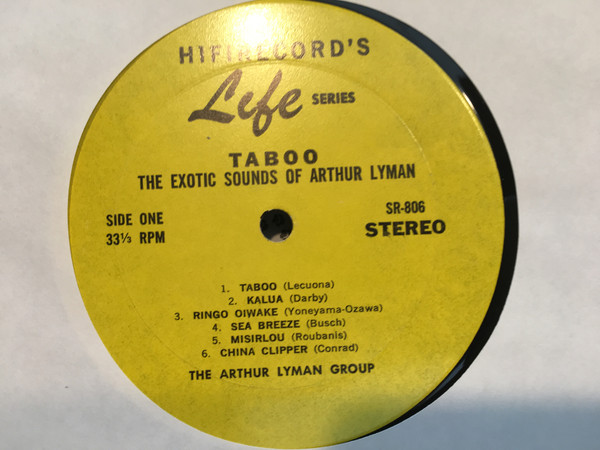 HIFIRECORD'S
Life SERIES
TABOO
THE EXOTIC SOUNDS OF ARTHUR LYMAN
SIDE ONE
33⅓ RPM
SR-806
STEREO
1. TABOO (Lecuona)
2. KALUA (Darby)
3. RINGO OIWAKE (Yoneyama-Ozawa)
4. SEA BREEZE (Busch)
5. MISIRLOU (Roubanis)
6. CHINA CLIPPER (Conrad)
THE ARTHUR LYMAN GROUP